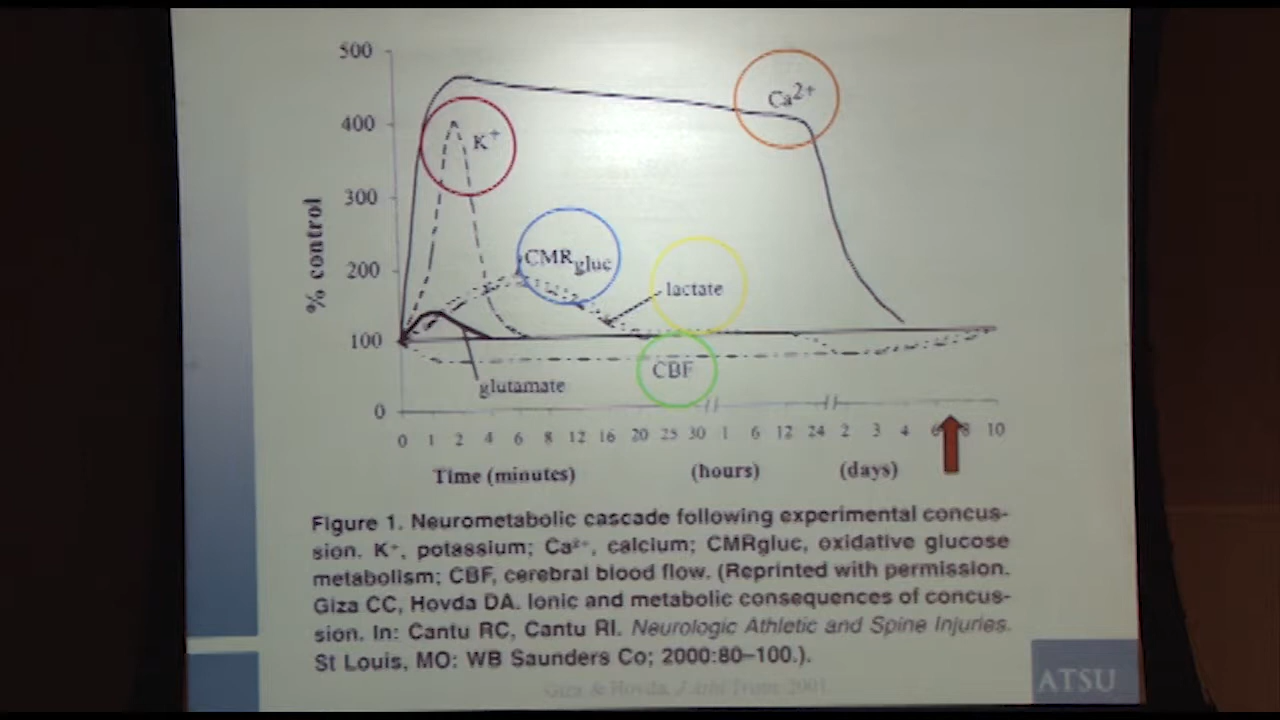 500
400
300
200
100
0
% control
K+
Ca2+
CMRgluc
lactate
CBF
glutamate
0 1 2 4 6 8 12 16 20 25 30 1 6 12 24 2 3 4 6 8 10
Time (minutes) (hours) (days)
Figure 1. Neurometabolic cascade following experimental concus-
sion. K+, potassium; Ca2+, calcium; CMRgluc, oxidative glucose
metabolism; CBF, cerebral blood flow. (Reprinted with permission.
Giza CC, Hovda DA. Ionic and metabolic consequences of concus-
sion. In: Cantu RC, Cantu RI. Neurologic Athletic and Spine Injuries.
St Louis, MO: WB Saunders Co; 2000:80–100.).
Giza & Hovda, 2001
ATSU